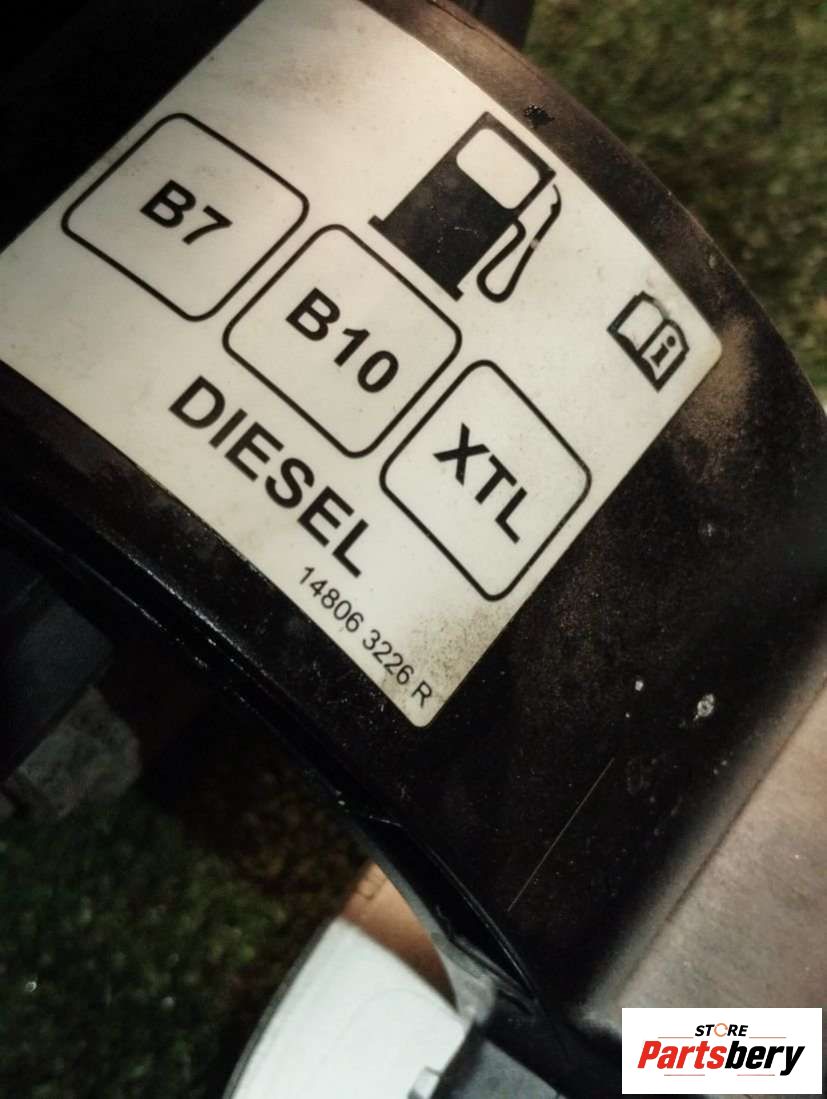 B7
B10
XTL
DIESEL
14806 3226 R
i
STORE
Partsbery